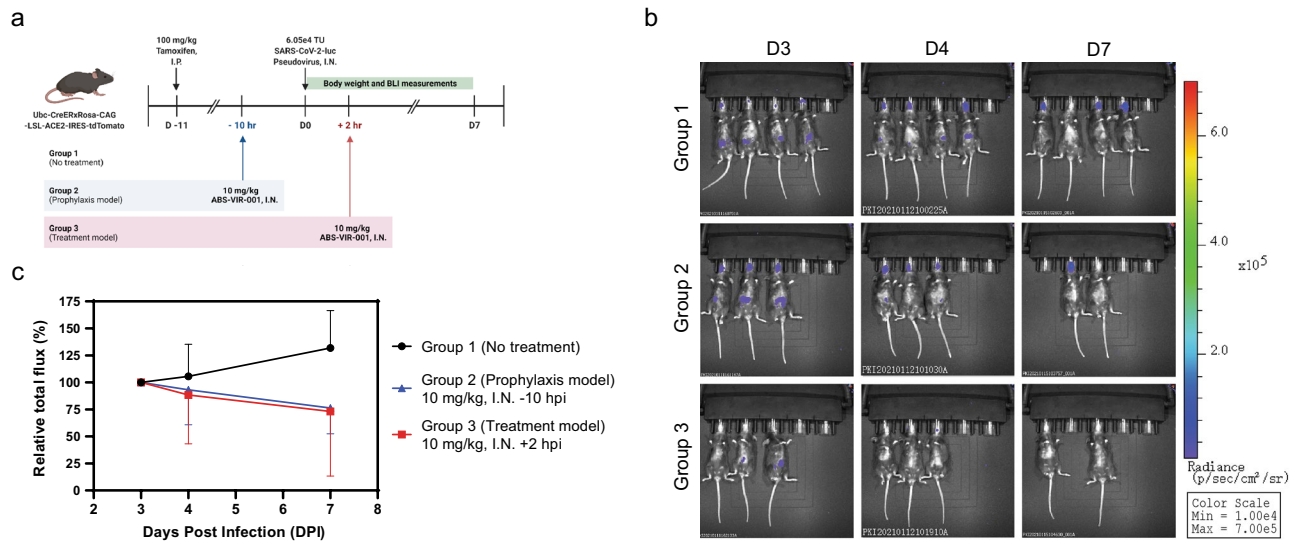 a
100 mg/kg
Tamoxifen,
I.P.
6.05e4 TU
SARS-CoV-2-luc
Pseudovirus, I.N.
Body weight and BLI measurements
Ubc-CreERxRosa-CAG
-LSL-ACE2-IRES-tdTomato
D -11
- 10 hr
D0
+ 2 hr
D7
Group 1
(No treatment)
Group 2
(Prophylaxis model)
10 mg/kg
ABS-VIR-001, I.N.
Group 3
(Treatment model)
10 mg/kg
ABS-VIR-001, I.N.
b
D3
D4
D7
Group 1
PKI20210112100225A
Group 2
PKI20210112101030A
Group 3
PKI20210112101910A
6.0
4.0
x10⁵
2.0
Radiance
(p/sec/cm²/sr)
Color Scale
Min = 1.00e4
Max = 7.00e5
c
Relative total flux (%)
175
150
125
100
75
50
25
0
2
3
4
5
6
7
8
Days Post Infection (DPI)
Group 1 (No treatment)
Group 2 (Prophylaxis model)
10 mg/kg, I.N. -10 hpi
Group 3 (Treatment model)
10 mg/kg, I.N. +2 hpi